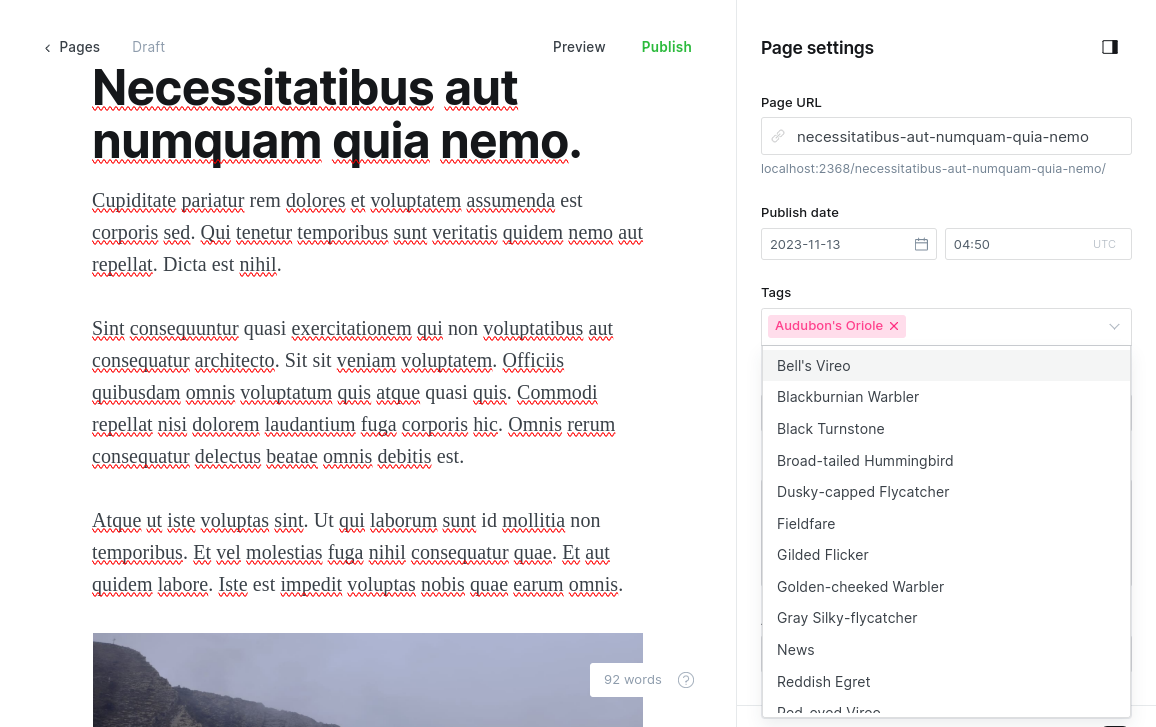 Pages
Draft
Preview
Publish
Necessitatibus aut
numquam quia nemo.
Cupiditate pariatur rem dolores et voluptatem assumenda est
corporis sed. Qui tenetur temporibus sunt veritatis quidem nemo aut
repellat. Dicta est nihil.
Sint consequuntur quasi exercitationem qui non voluptatibus aut
consequatur architecto. Sit sit veniam voluptatem. Officiis
quibusdam omnis voluptatum quis atque quasi quis. Commodi
repellat nisi dolorem laudantium fuga corporis hic. Omnis rerum
consequatur delectus beatae omnis debitis est.
Atque ut iste voluptas sint. Ut qui laborum sunt id mollitia non
temporibus. Et vel molestias fuga nihil consequatur quae. Et aut
quidem labore. Iste est impedit voluptas nobis quae earum omnis.
92 words
Page settings
Page URL
necessitatibus-aut-numquam-quia-nemo
localhost:2368/necessitatibus-aut-numquam-quia-nemo/
Publish date
2023-11-13
04:50
UTC
Tags
Audubon's Oriole
Bell's Vireo
Blackburnian Warbler
Black Turnstone
Broad-tailed Hummingbird
Dusky-capped Flycatcher
Fieldfare
Gilded Flicker
Golden-cheeked Warbler
Gray Silky-flycatcher
News
Reddish Egret
Red-eyed Vireo